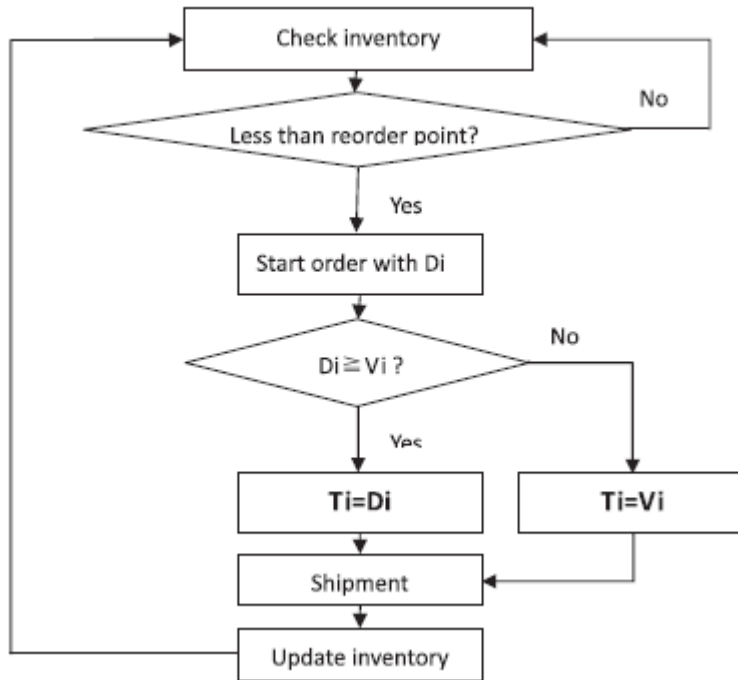 Check inventory
No
Less than reorder point?
Yes
Start order with Di
No
Di≧Vi ?
Yes
Ti=Di
Ti=Vi
Shipment
Update inventory